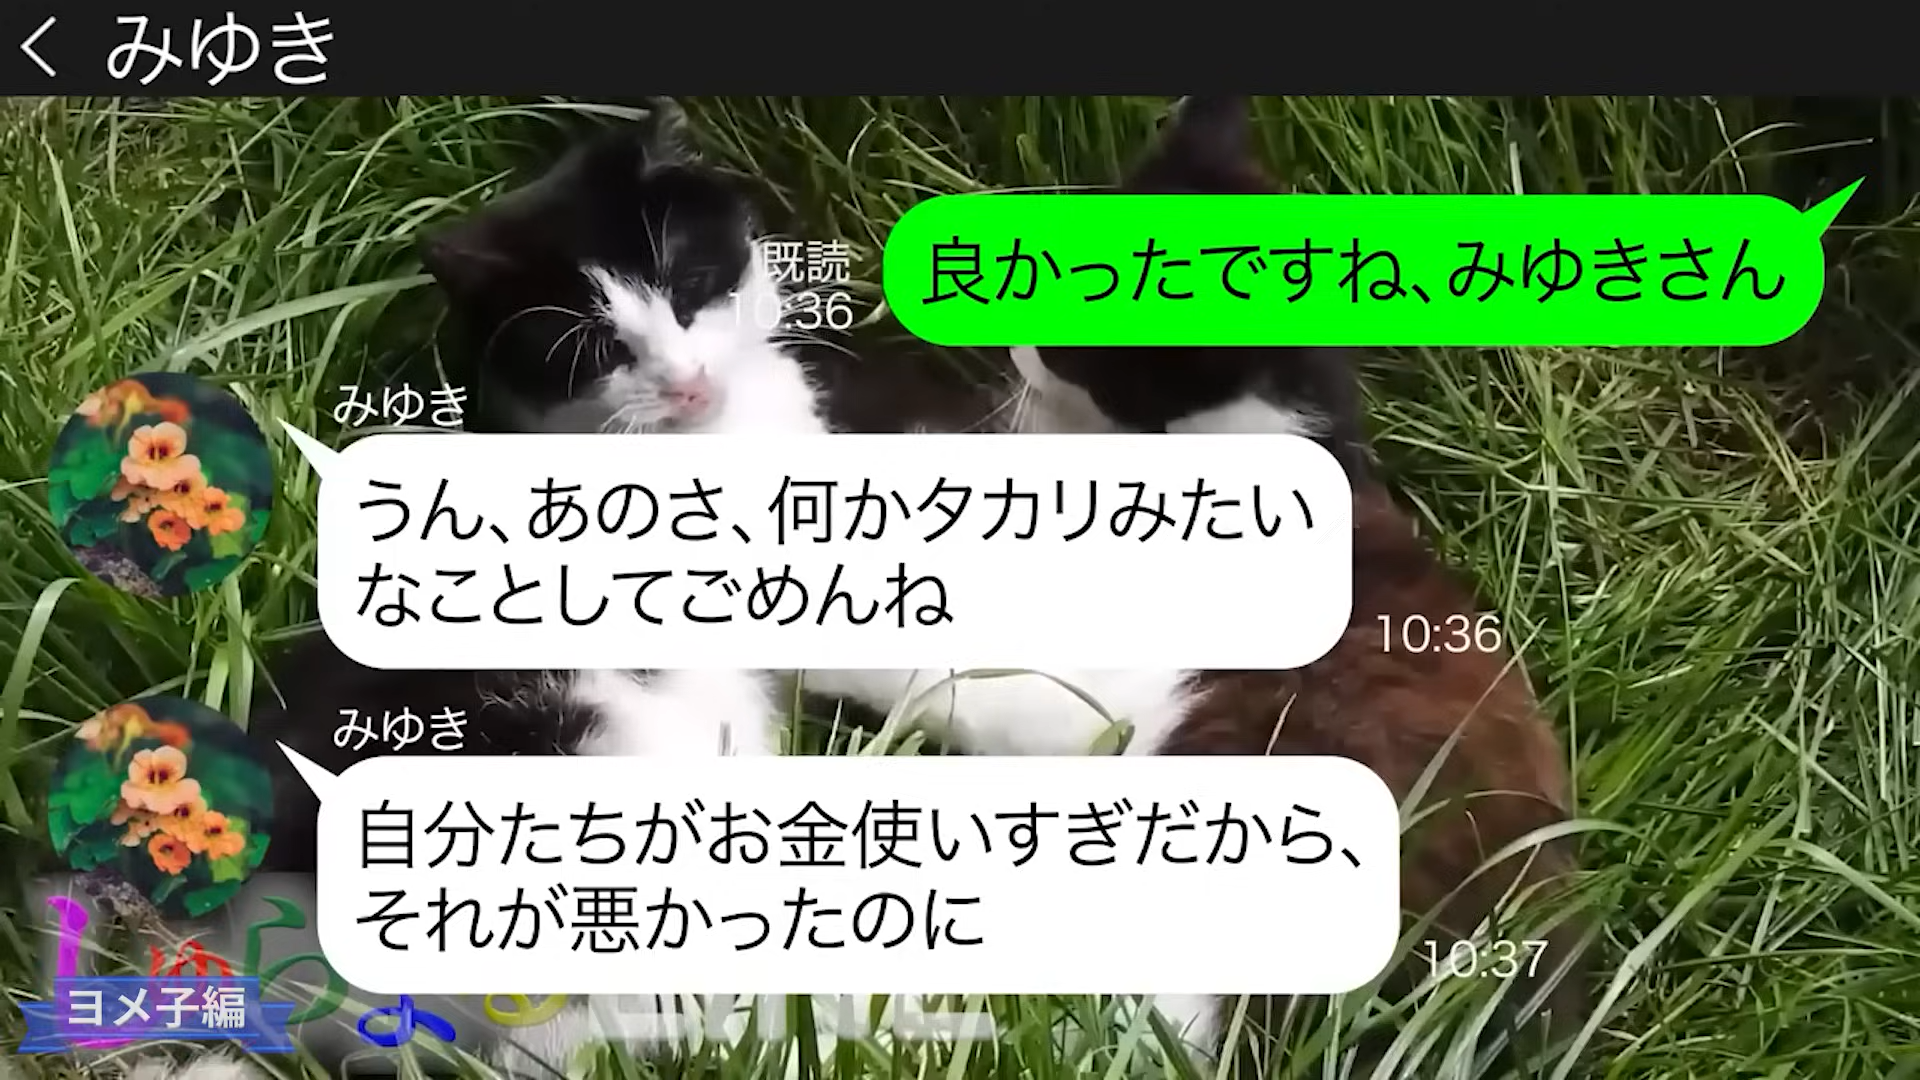 みゆき
良かったですね、みゆきさん
既読
10:36
みゆき
うん、あのさ、何かタカリみたい
なことしてごめんね
10:36
みゆき
自分たちがお金使いすぎだから、
それが悪かったのに
10:37
ヨメ子編